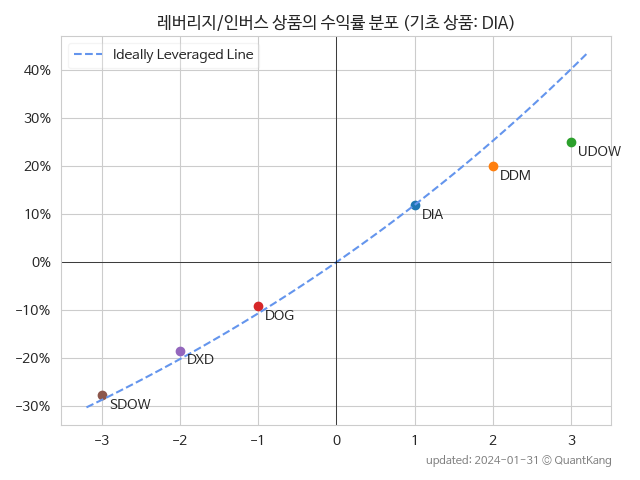 레버리지/인버스 상품의 수익률 분포 (기초 상품: DIA)
Ideally Leveraged Line
40%
30%
20%
10%
0%
−10%
−20%
−30%
UDOW
DDM
DIA
DOG
DXD
SDOW
−3 −2 −1 0 1 2 3
updated: 2024-01-31 © QuantKang